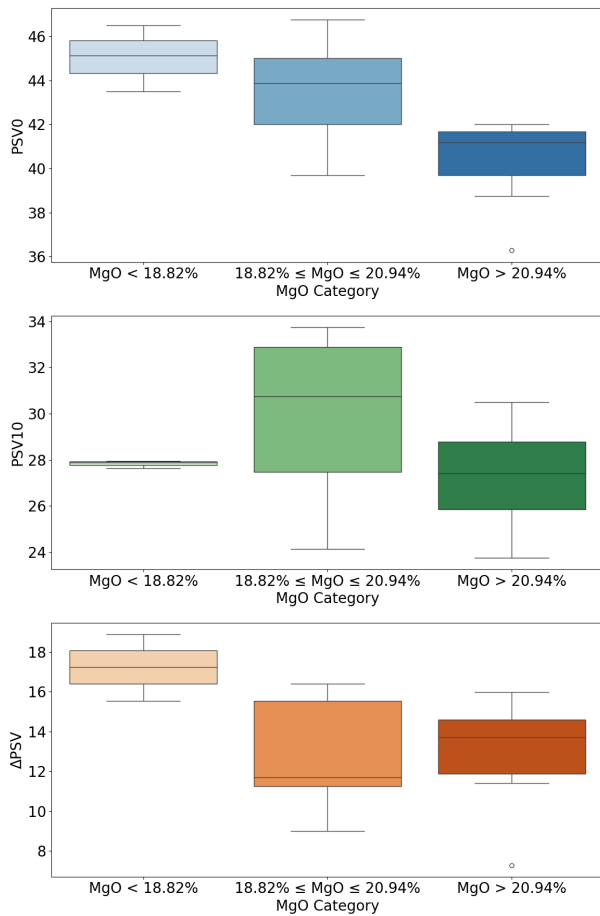 46
44
42
40
38
36
PSV0
MgO < 18.82%
18.82% ≤ MgO ≤ 20.94%
MgO > 20.94%
MgO Category
34
32
30
28
26
24
PSV10
MgO < 18.82%
18.82% ≤ MgO ≤ 20.94%
MgO > 20.94%
MgO Category
18
16
14
12
10
8
ΔPSV
MgO < 18.82%
18.82% ≤ MgO ≤ 20.94%
MgO > 20.94%
MgO Category